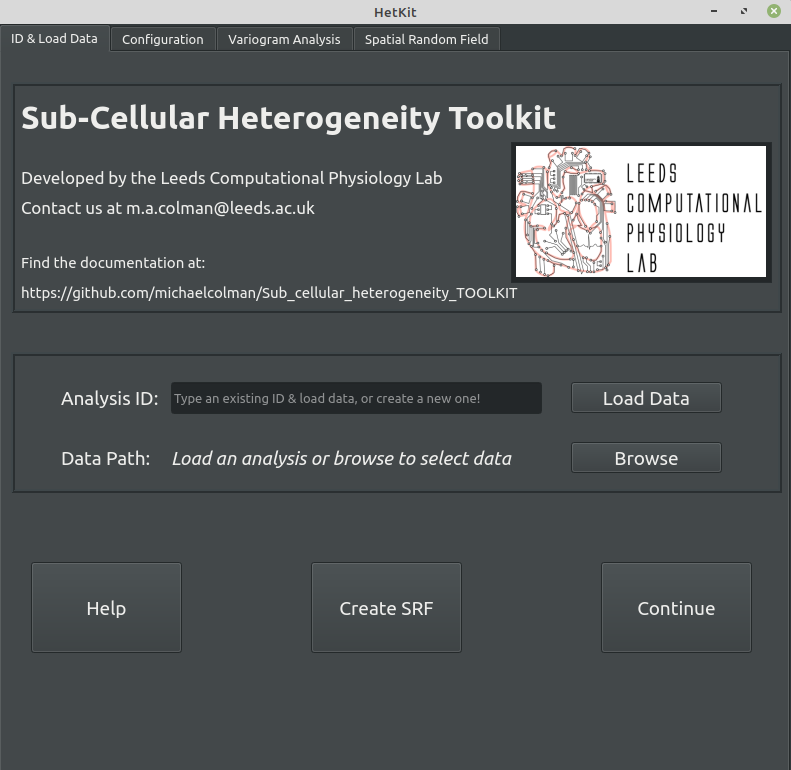 HetKit
ID & Load Data
Configuration
Variogram Analysis
Spatial Random Field
Sub-Cellular Heterogeneity Toolkit
Developed by the Leeds Computational Physiology Lab
Contact us at m.a.colman@leeds.ac.uk
LEEDS
COMPUTATIONAL
PHYSIOLOGY
LAB
Find the documentation at:
https://github.com/michaelcolman/Sub_cellular_heterogeneity_TOOLKIT
Analysis ID:
Type an existing ID & load data, or create a new one!
Load Data
Data Path:
Load an analysis or browse to select data
Browse
Help
Create SRF
Continue